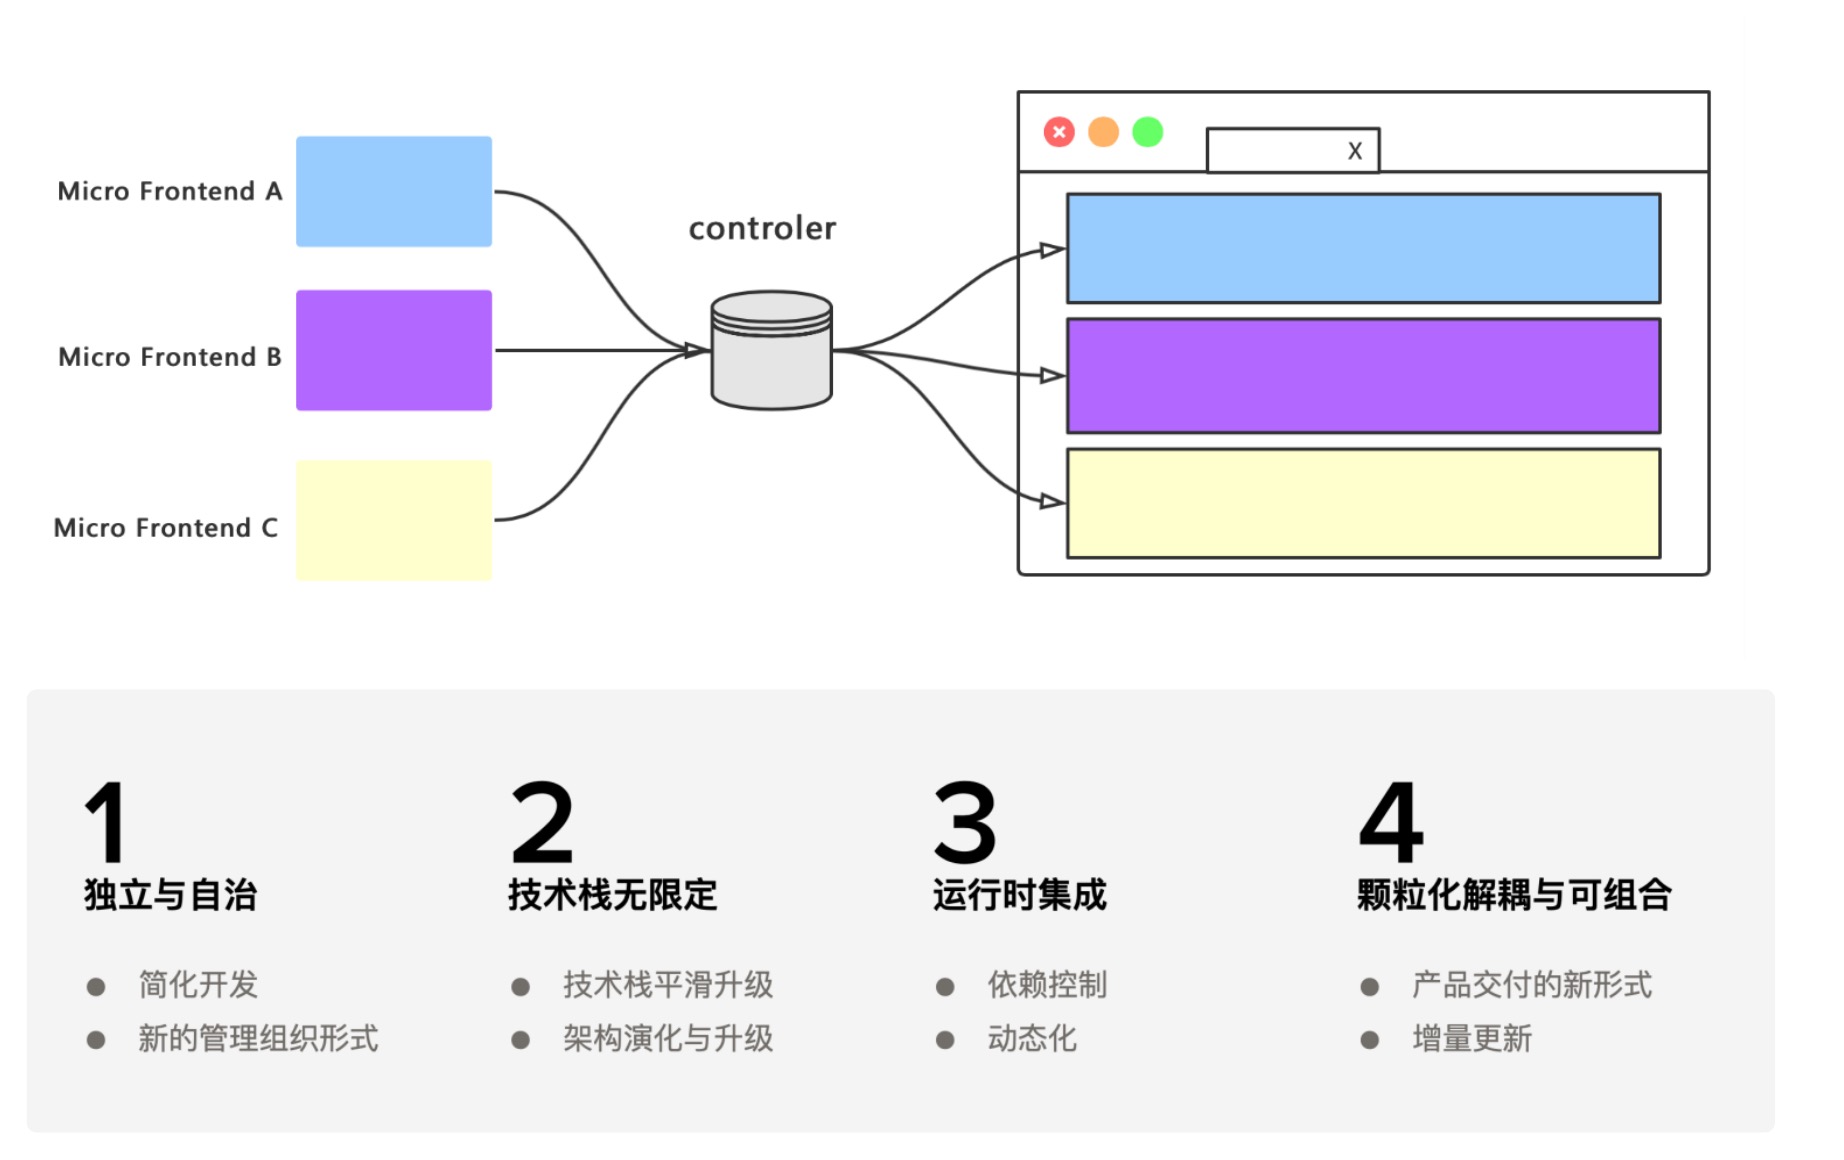 Micro Frontend A
Micro Frontend B
Micro Frontend C
controler
X
1
独立与自治
简化开发
新的管理组织形式
2
技术栈无限定
技术栈平滑升级
架构演化与升级
3
运行时集成
依赖控制
动态化
4
颗粒化解耦与可组合
产品交付的新形式
增量更新